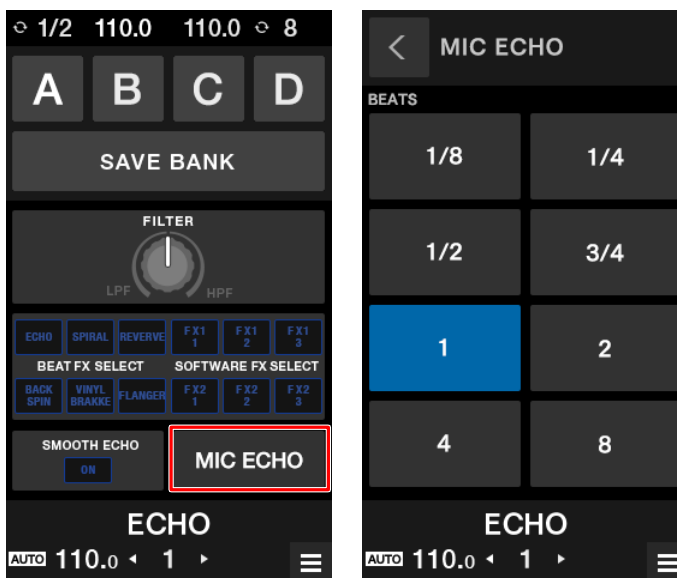 1/2 110.0 110.0 8
A B C D
SAVE BANK
FILTER
LPF HPF
ECHO SPIRAL REVERVE FX1 1 FX1 2 FX1 3
BEAT FX SELECT SOFTWARE FX SELECT
BACK SPIN VINYL BRAKKE FLANGER FX2 1 FX2 2 FX2 3
SMOOTH ECHO
ON
MIC ECHO
ECHO
AUTO 110.0 1
MIC ECHO
BEATS
1/8 1/4
1/2 3/4
1 2
4 8
ECHO
AUTO 110.0 1